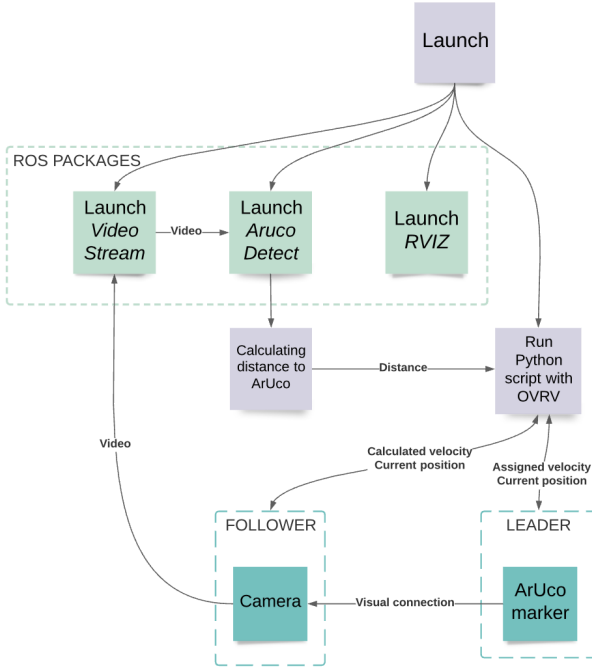 Launch
ROS PACKAGES
Launch
Video
Stream
Video
Launch
Aruco
Detect
Launch
RVIZ
Calculating
distance to
ArUco
Distance
Run
Python
script with
OVRV
Video
Calculated velocity
Current position
Assigned velocity
Current position
FOLLOWER
LEADER
Camera
Visual connection
ArUco
marker